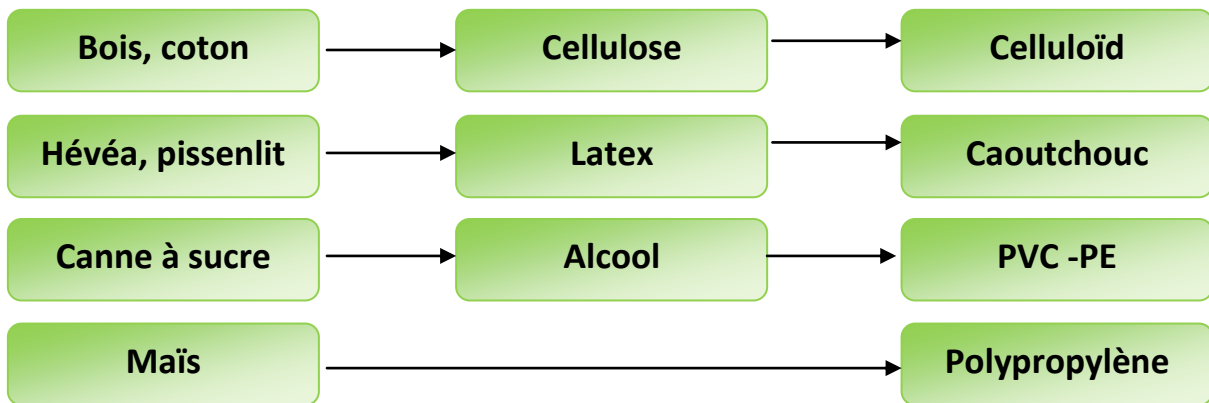 Bois, coton
Cellulose
Celluloïd
Hévéa, pissenlit
Latex
Caoutchouc
Canne à sucre
Alcool
PVC -PE
Maïs
Polypropylène